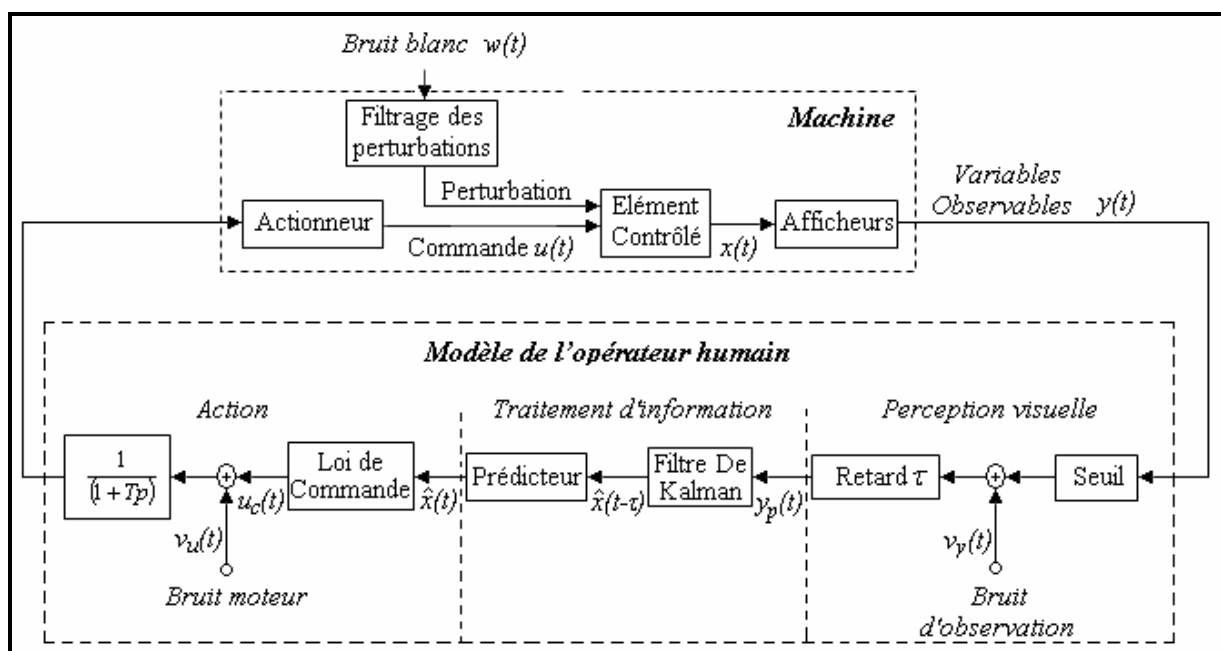 Bruit blanc w(t)
Filtrage des
perturbations
Machine
Perturbation
Variables
Observables y(t)
Actionneur
Elément
Contrôlé
Afficheurs
Commande u(t)
x(t)
Modèle de l'opérateur humain
Action
Traitement d'information
Perception visuelle
1
(1+Tp)
Loi de
Commande
Prédicteur
Filtre De
Kalman
Retard τ
Seuil
u_c(t)
x̂(t)
x̂(t-τ)
y_p(t)
v_u(t)
v_y(t)
Bruit moteur
Bruit
d'observation